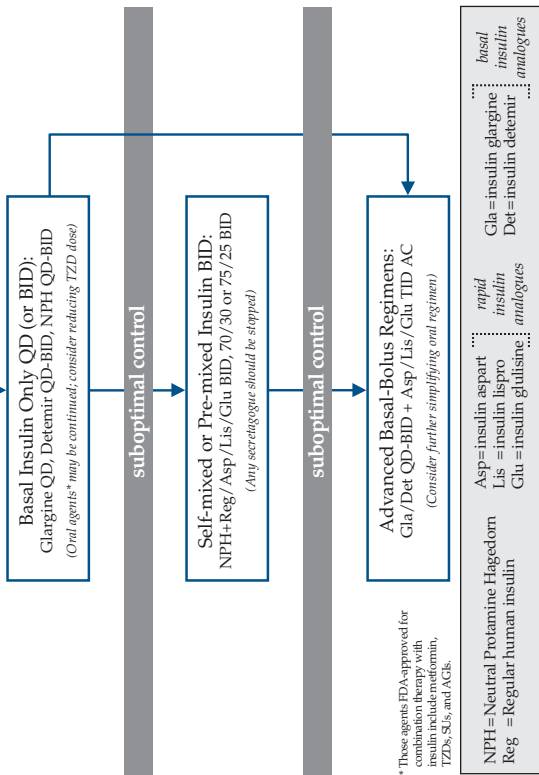 Basal Insulin Only QD (or BID):
Glargine QD, Detemir QD-BID, NPH QD-BID
(Oral agents* may be continued; consider reducing TZD dose)
suboptimal control
Self-mixed or Pre-mixed Insulin BID:
NPH+Reg/Asp/Lis/Glu BID, 70/30 or 75/25 BID
(Any secretagogue should be stopped)
suboptimal control
Advanced Basal-Bolus Regimens:
Gla/Det QD-BID + Asp/Lis/Glu TID AC
(Consider further simplifying oral regimen)
* Those agents FDA-approved for
combination therapy with
insulin include metformin,
TZDs, SUs, and AGIs.
NPH=Neutral Protamine Hagedorn
Reg =Regular human insulin
Asp=insulin aspart
Lis =insulin lispro
Glu =insulin glulisine
rapid
insulin
analogues
Gla=insulin glargine
Det=insulin detemir
basal
insulin
analogues